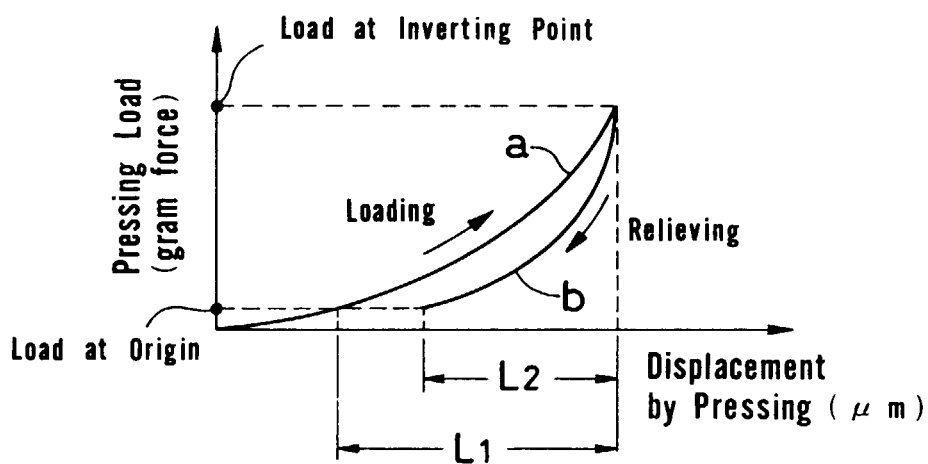 Load at Inverting Point
Pressing Load
(gram force)
a
Loading
Relieving
b
Load at Origin
L2
Displacement
by Pressing ( μ m)
L1